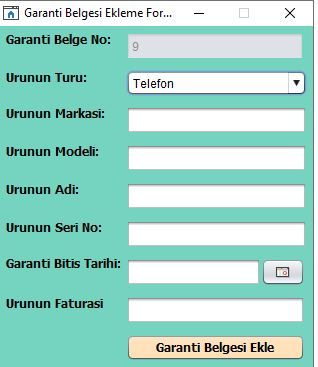 Garanti Belgesi Ekleme For...
Garanti Belge No: 9
Urunun Turu: Telefon
Urunun Markasi:
Urunun Modeli:
Urunun Adi:
Urunun Seri No:
Garanti Bitis Tarihi:
Urunun Faturasi
Garanti Belgesi Ekle